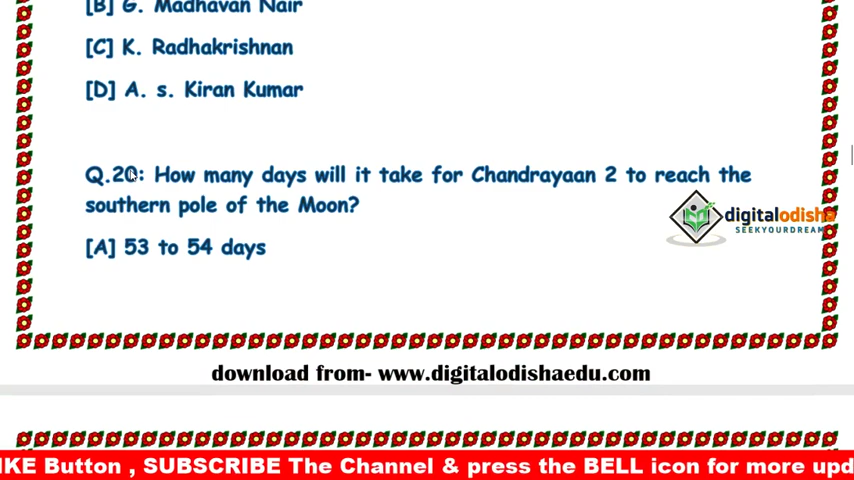 [B] G. Madhavan Nair
[C] K. Radhakrishnan
[D] A. s. Kiran Kumar
Q.20: How many days will it take for Chandrayaan 2 to reach the
southern pole of the Moon?
digitalodisha
SEEKYOURDREAM
[A] 53 to 54 days
download from- www.digitalodishaedu.com
IKE Button , SUBSCRIBE The Channel & press the BELL icon for more upd